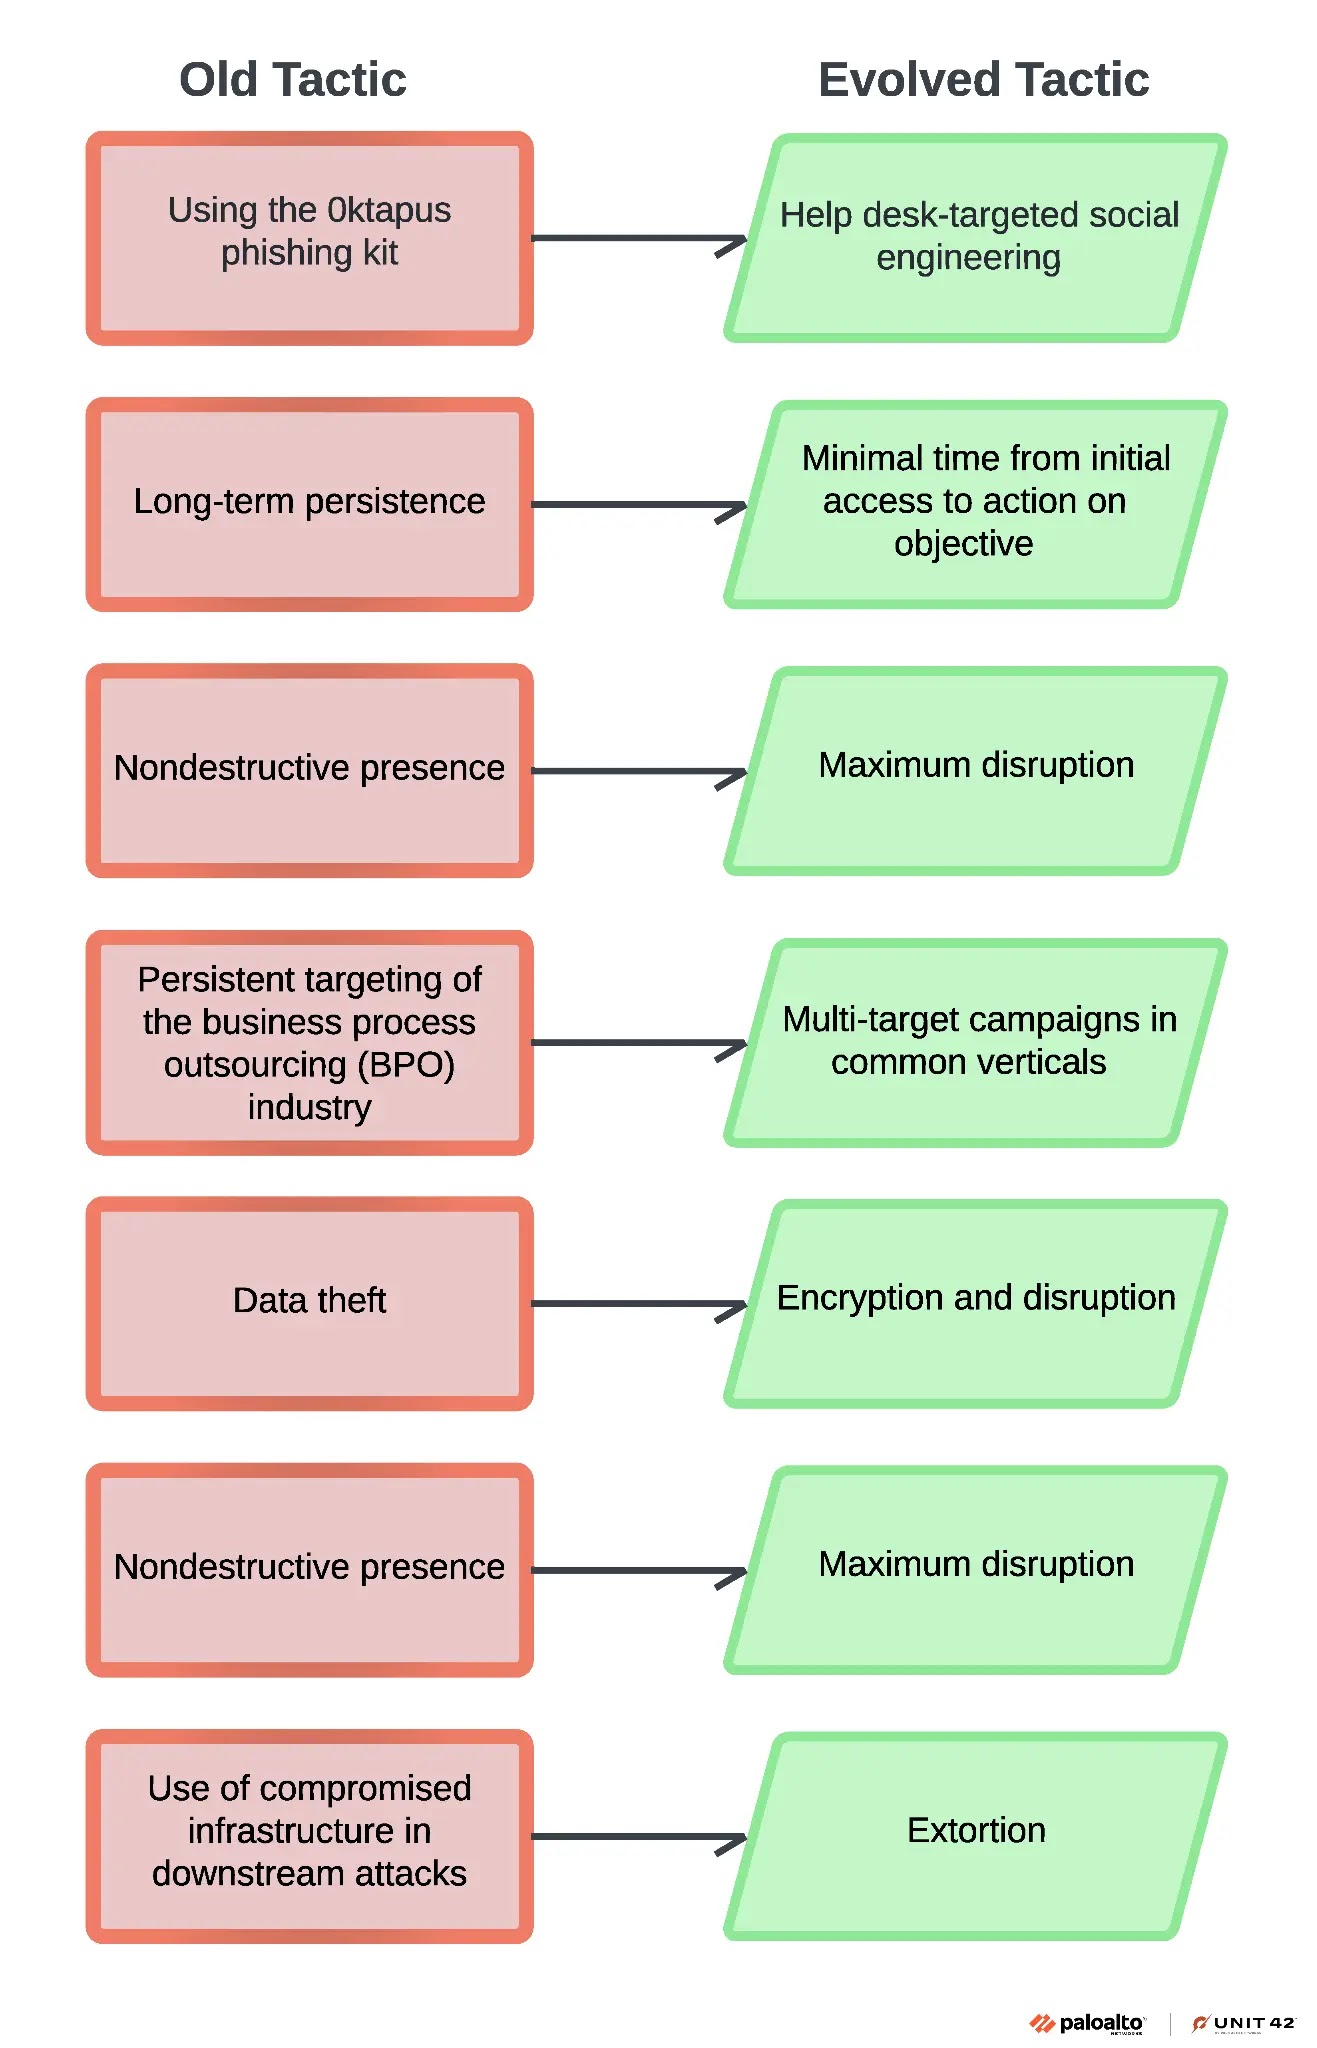 Old Tactic
Evolved Tactic
Using the 0ktapus
phishing kit
Help desk-targeted social
engineering
Long-term persistence
Minimal time from initial
access to action on
objective
Nondestructive presence
Maximum disruption
Persistent targeting of
the business process
outsourcing (BPO)
industry
Multi-target campaigns in
common verticals
Data theft
Encryption and disruption
Nondestructive presence
Maximum disruption
Use of compromised
infrastructure in
downstream attacks
Extortion
paloalto
NETWORKS
UNIT 42